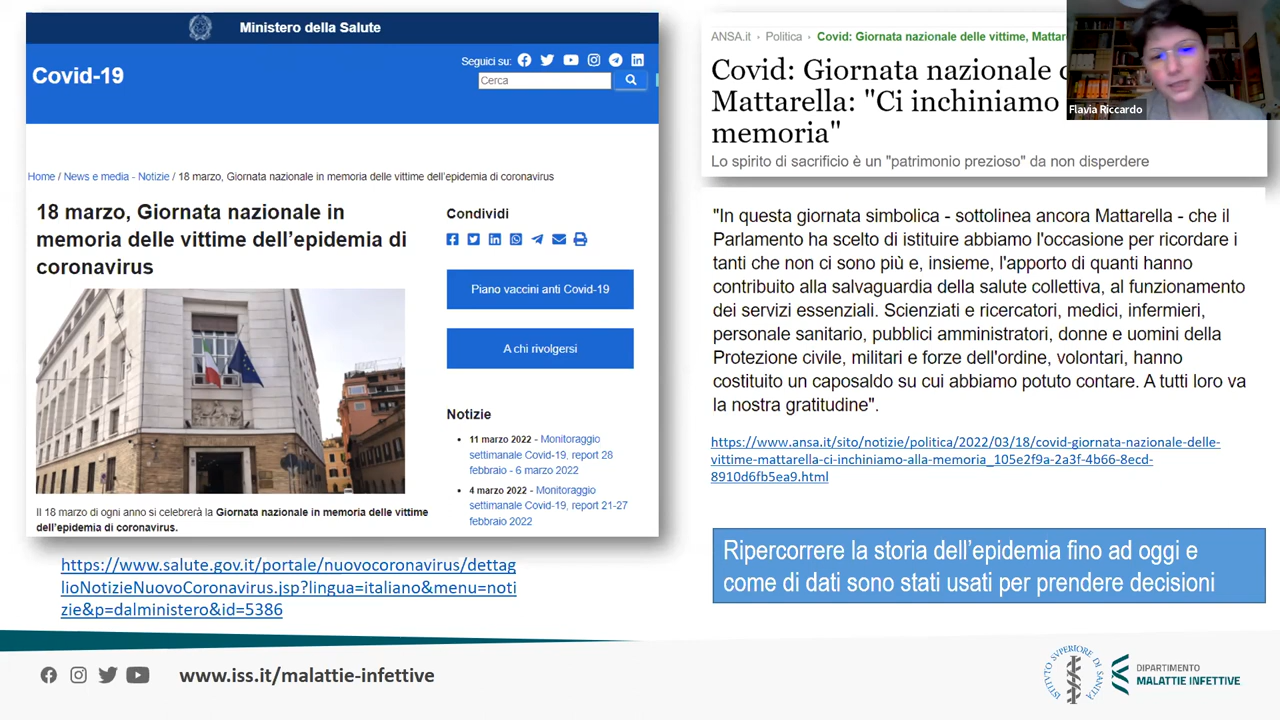 Ministero della Salute
Covid-19
Seguici su:
Cerca
Home / News e media - Notizie / 18 marzo, Giornata nazionale in memoria delle vittime dell'epidemia di coronavirus
18 marzo, Giornata nazionale in
memoria delle vittime dell'epidemia di
coronavirus
Il 18 marzo di ogni anno si celebrerà la Giornata nazionale in memoria delle vittime
dell'epidemia di coronavirus.
Condividi
Piano vaccini anti Covid-19
A chi rivolgersi
Notizie
11 marzo 2022 - Monitoraggio
settimanale Covid-19, report 28
febbraio - 6 marzo 2022
4 marzo 2022 - Monitoraggio
settimanale Covid-19, report 21-27
febbraio 2022
https://www.salute.gov.it/portale/nuovocoronavirus/dettag
lioNotizieNuovoCoronavirus.jsp?lingua=italiano&menu=noti
zie&p=dalministero&id=5386
ANSA.it • Politica • Covid: Giornata nazionale delle vittime, Mattar
Covid: Giornata nazionale
Mattarella: "Ci inchiniamo
memoria"
Lo spirito di sacrificio è un "patrimonio prezioso" da non disperdere
Flavia Riccardo
"In questa giornata simbolica - sottolinea ancora Mattarella - che il
Parlamento ha scelto di istituire abbiamo l'occasione per ricordare i
tanti che non ci sono più e, insieme, l'apporto di quanti hanno
contribuito alla salvaguardia della salute collettiva, al funzionamento
dei servizi essenziali. Scienziati e ricercatori, medici, infermieri,
personale sanitario, pubblici amministratori, donne e uomini della
Protezione civile, militari e forze dell'ordine, volontari, hanno
costituito un caposaldo su cui abbiamo potuto contare. A tutti loro va
la nostra gratitudine".
https://www.ansa.it/sito/notizie/politica/2022/03/18/covid-giornata-nazionale-delle-
vittime-mattarella-ci-inchiniamo-alla-memoria_105e2f9a-2a3f-4b66-8ecd-
8910d6fb5ea9.html
Ripercorrere la storia dell'epidemia fino ad oggi e
come di dati sono stati usati per prendere decisioni
www.iss.it/malattie-infettive
ISTITUTO SUPERIORE DI SANITÀ
DIPARTIMENTO
MALATTIE INFETTIVE